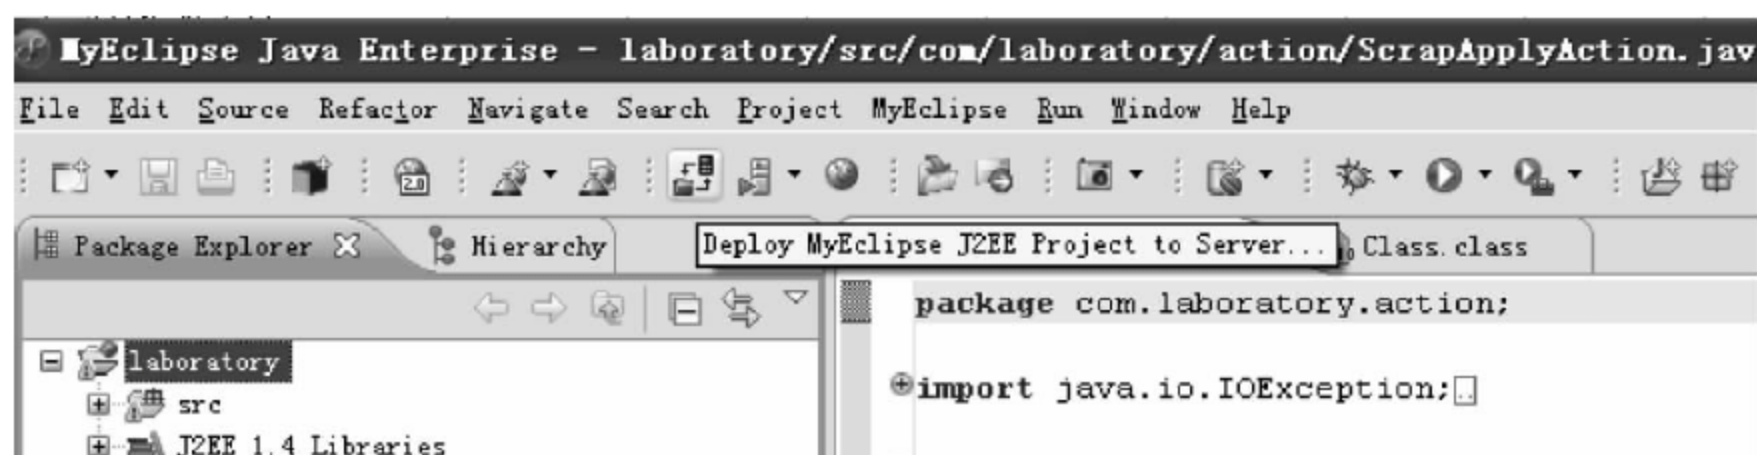 MyEclipse Java Enterprise - laboratory/src/com/laboratory/action/ScrapApplyAction.jav
File Edit Source Refactor Navigate Search Project MyEclipse Run Window Help
2.0
Package Explorer Hierarchy Deploy MyEclipse J2EE Project to Server... Class.class
package com.laboratory.action;
laboratory
import java.io.IOException;
src
J2EE 1.4 Libraries